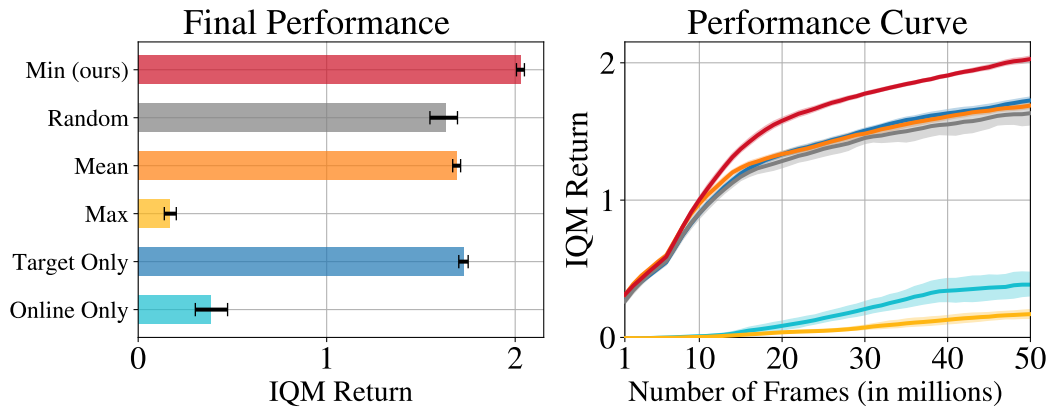 Final Performance
Min (ours)
Random
Mean
Max
Target Only
Online Only
0 1 2
IQM Return
Performance Curve
2
1
0
IQM Return
1 10 20 30 40 50
Number of Frames (in millions)